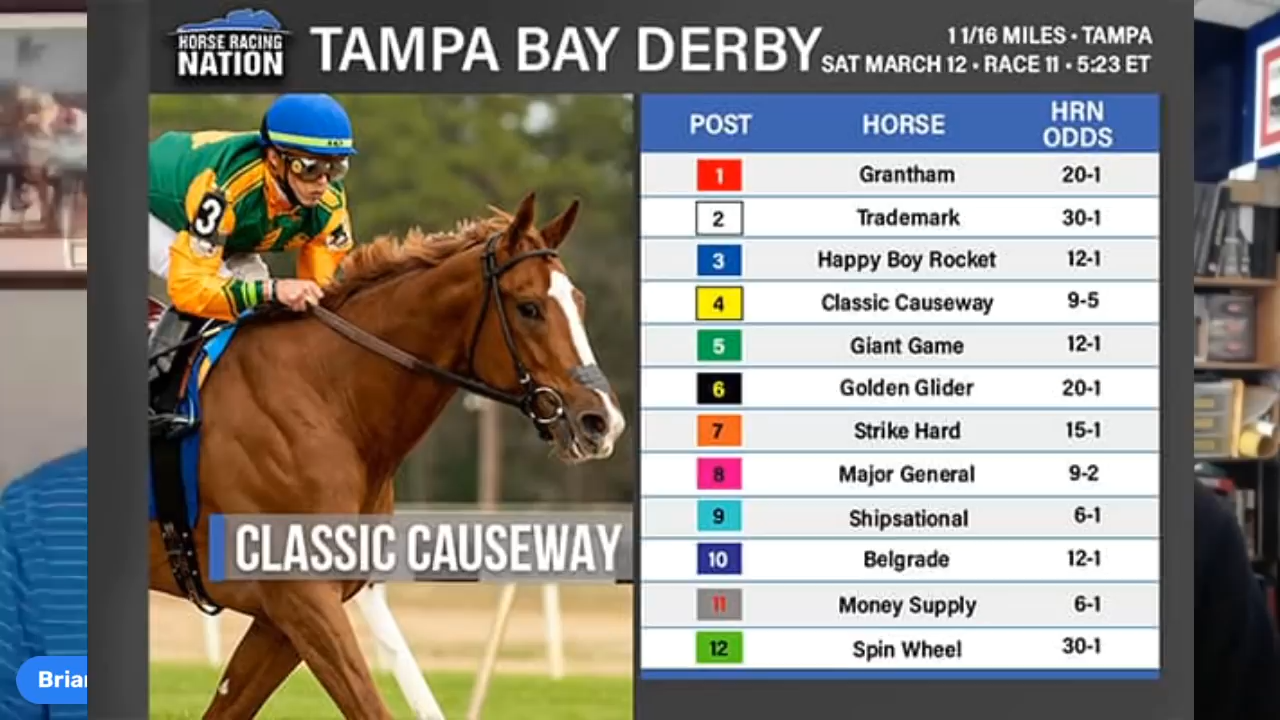 HORSE RACING
NATION
TAMPA BAY DERBY
1 1/16 MILES • TAMPA
SAT MARCH 12 • RACE 11 • 5:23 ET
3
CLASSIC CAUSEWAY
POST HORSE HRN ODDS
1 Grantham 20-1
2 Trademark 30-1
3 Happy Boy Rocket 12-1
4 Classic Causeway 9-5
5 Giant Game 12-1
6 Golden Glider 20-1
7 Strike Hard 15-1
8 Major General 9-2
9 Shipsational 6-1
10 Belgrade 12-1
11 Money Supply 6-1
12 Spin Wheel 30-1
Brian